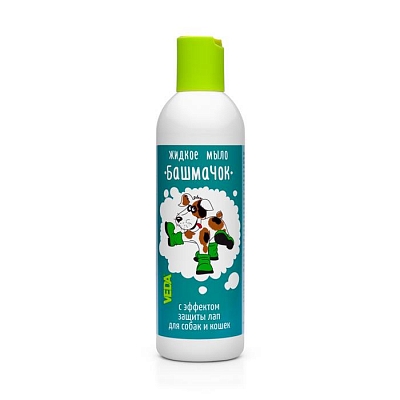 жидкое мыло
•Башмачок•
VEDA
с эффектом
защиты лап
для собак и кошек